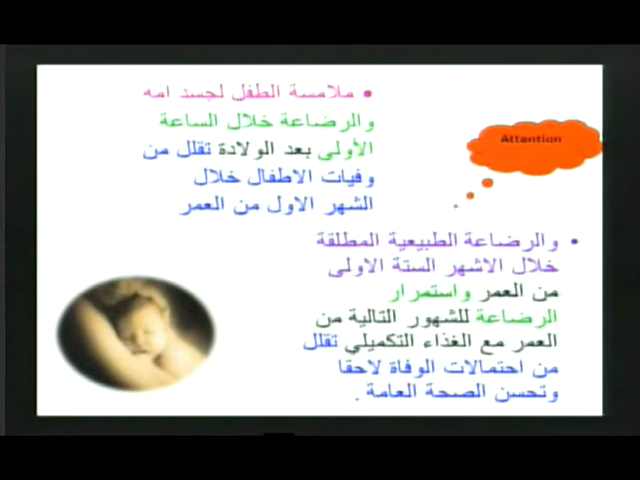 • ملامسة الطفل لجسد امه
والرضاعة خلال الساعة
الأولى بعد الولادة تقلل من
وفيات الاطفال خلال
الشهر الاول من العمر
Attention
• والرضاعة الطبيعية المطلقة
خلال الاشهر الستة الاولى
من العمر واستمرار
الرضاعة للشهور التالية من
العمر مع الغذاء التكميلي تقلل
من احتمالات الوفاة لاحقا
وتحسن الصحة العامة .